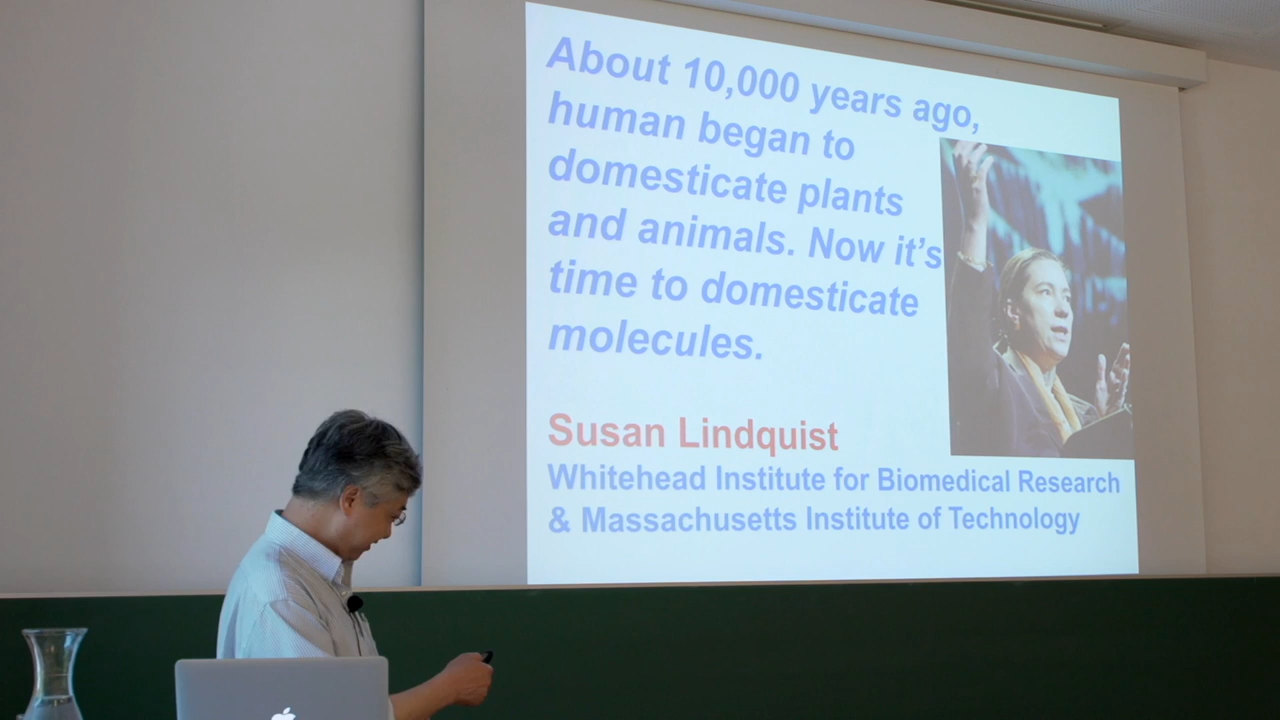 About 10,000 years ago,
human began to
domesticate plants
and animals. Now it's
time to domesticate
molecules.
Susan Lindquist
Whitehead Institute for Biomedical Research
& Massachusetts Institute of Technology